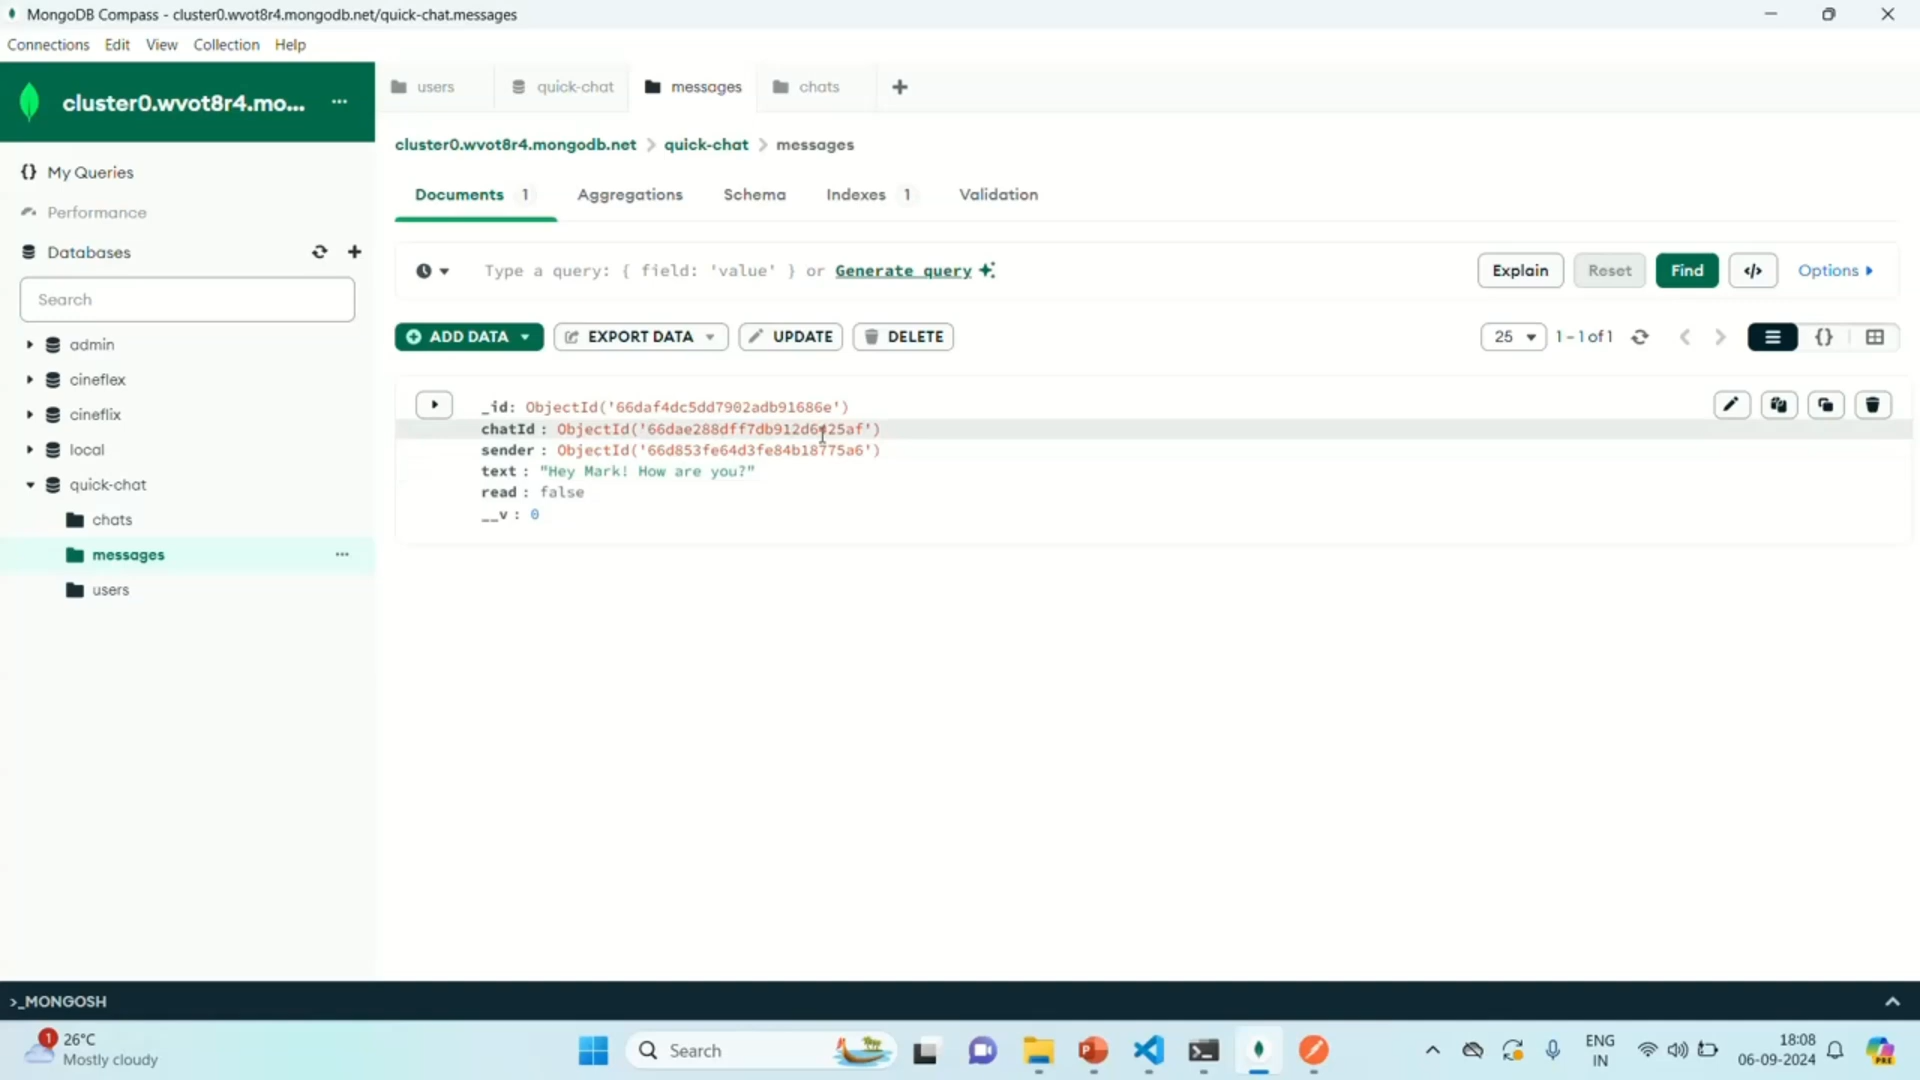 MongoDB Compass - cluster0.wvot8r4.mongodb.net/quick-chat.messages
Connections Edit View Collection Help
cluster0.wvot8r4.mo... ...
users quick-chat messages chats
cluster0.wvot8r4.mongodb.net > quick-chat > messages
My Queries
Performance
Databases
Search
admin
cineflex
cineflix
local
quick-chat
chats
messages ...
users
Documents 1 Aggregations Schema Indexes 1 Validation
Type a query: { field: 'value' } or Generate query
Explain Reset Find </> Options
ADD DATA EXPORT DATA UPDATE DELETE
25 1 – 1 of 1 {}
_id: ObjectId('66daf4dc5dd7902adb91686e')
chatId : ObjectId('66dae288dff7db912d6425af')
sender : ObjectId('66d853fe64d3fe84b18775a6')
text : "Hey Mark! How are you?"
read : false
__v : 0
>_MONGOSH
1 26°C
Mostly cloudy
Search
ENG
IN
18:08
06-09-2024
PRE